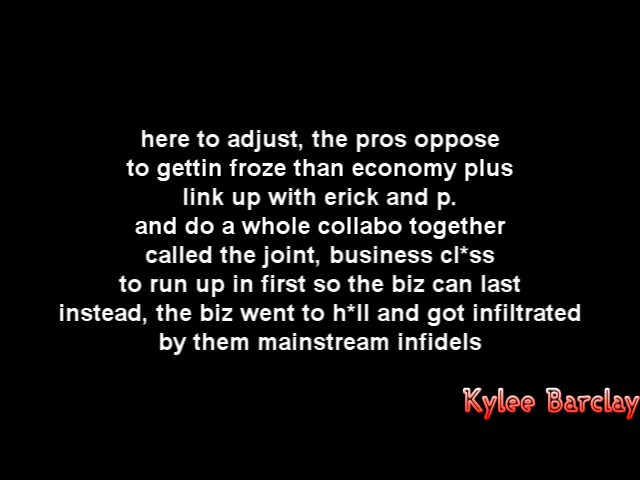 here to adjust, the pros oppose
to gettin froze than economy plus
link up with erick and p.
and do a whole collabo together
called the joint, business cl*ss
to run up in first so the biz can last
instead, the biz went to h*ll and got infiltrated
by them mainstream infidels
Kylee Barclay